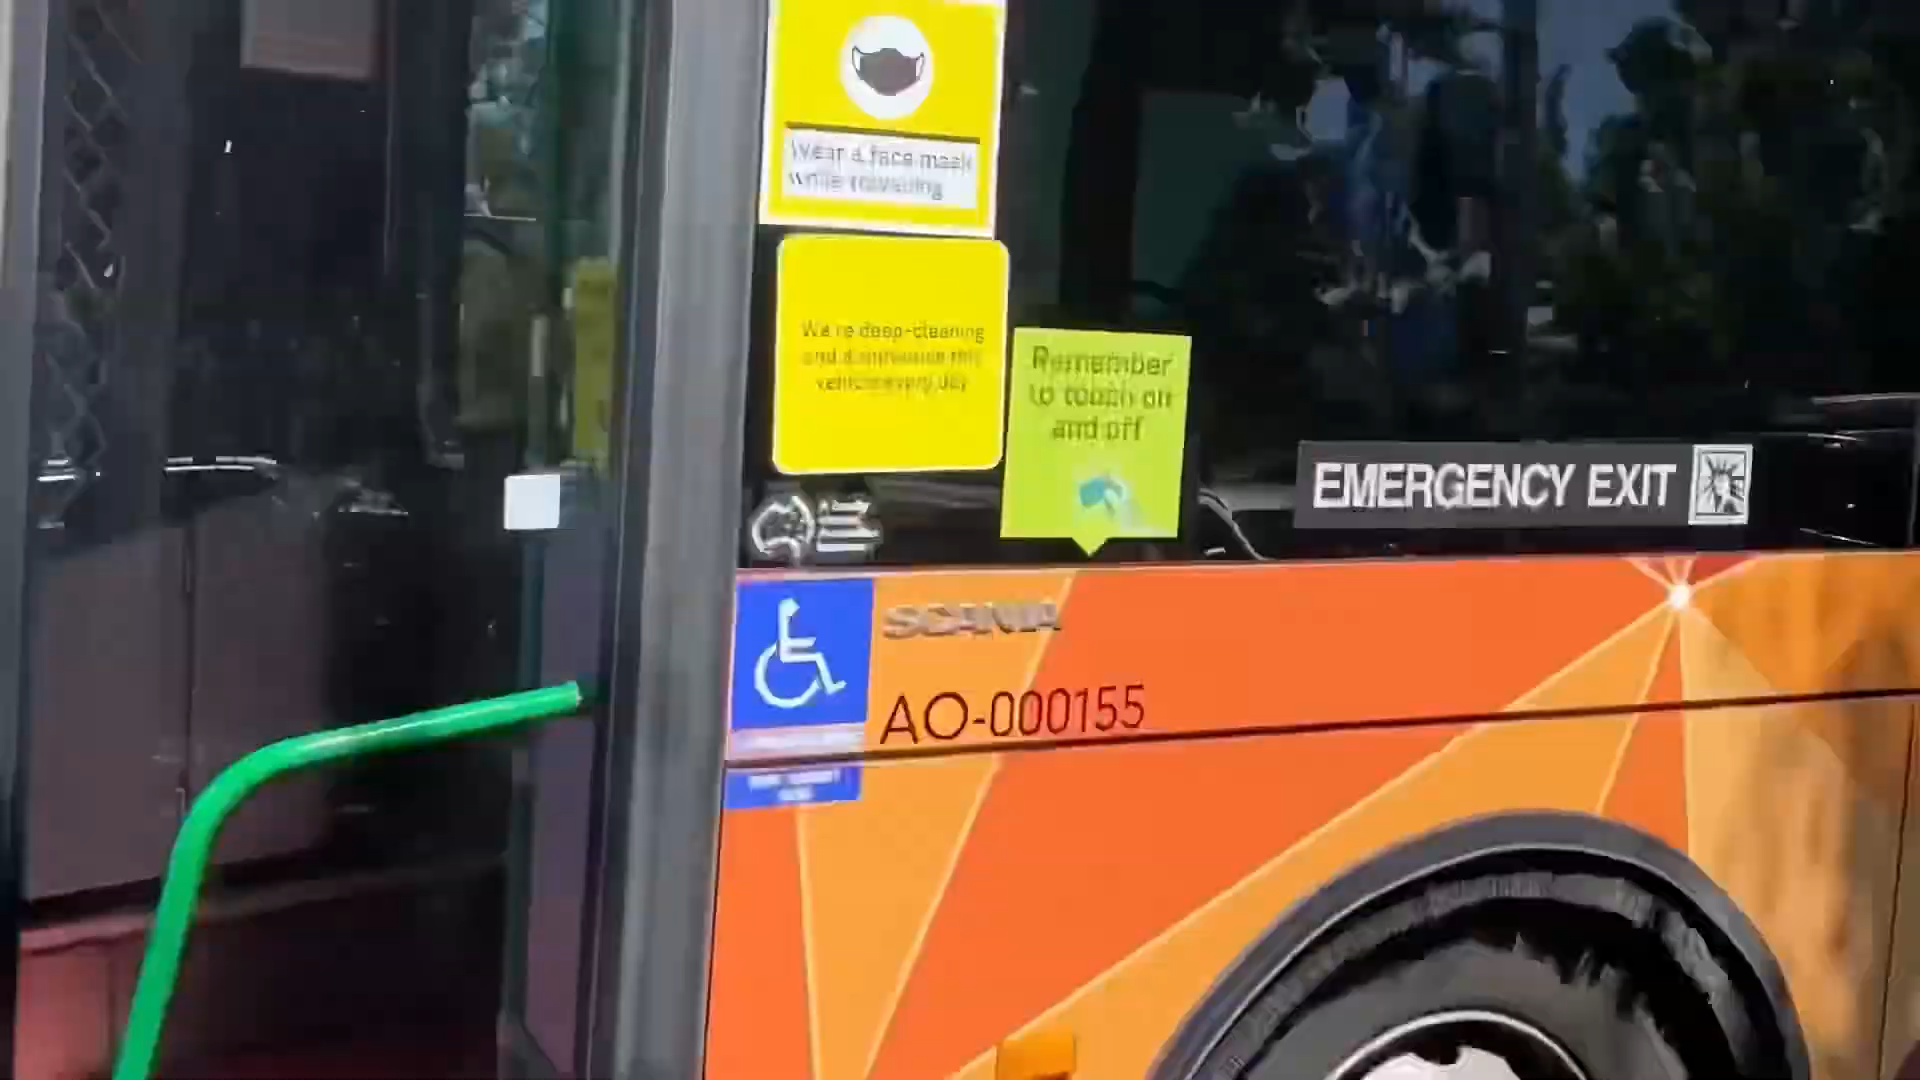 Wear a face mask
while travelling
We're deep-cleaning
and disinfecting this
vehicle every day
Remember
to touch on
and off
EMERGENCY EXIT
SCANIA
AO-000155